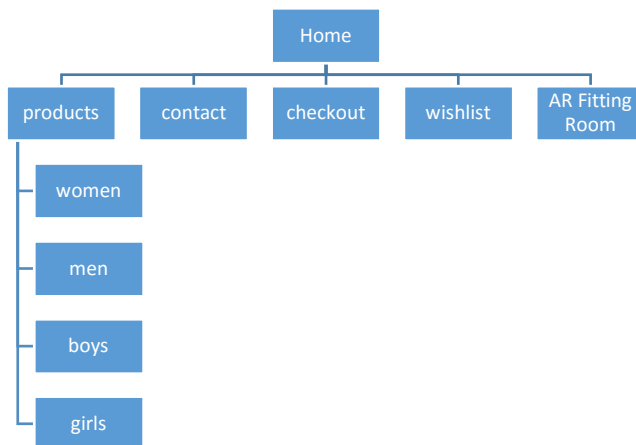 Home
products
contact
checkout
wishlist
AR Fitting
Room
women
men
boys
girls